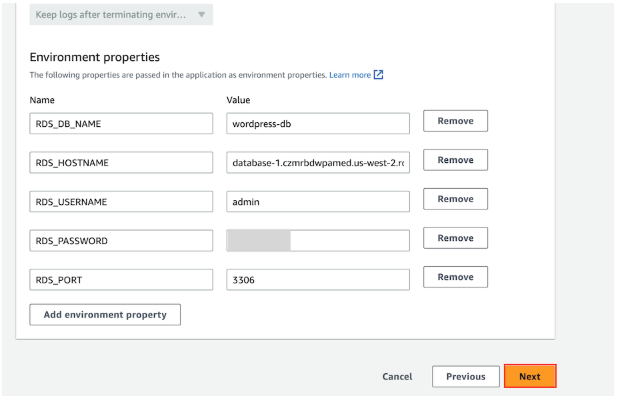 Keep logs after terminating envir...
Environment properties
The following properties are passed in the application as environment properties. Learn more
Name Value
RDS_DB_NAME wordpress-db Remove
RDS_HOSTNAME database-1.czmrbdwpamed.us-west-2.rc Remove
RDS_USERNAME admin Remove
RDS_PASSWORD Remove
RDS_PORT 3306 Remove
Add environment property
Cancel Previous Next